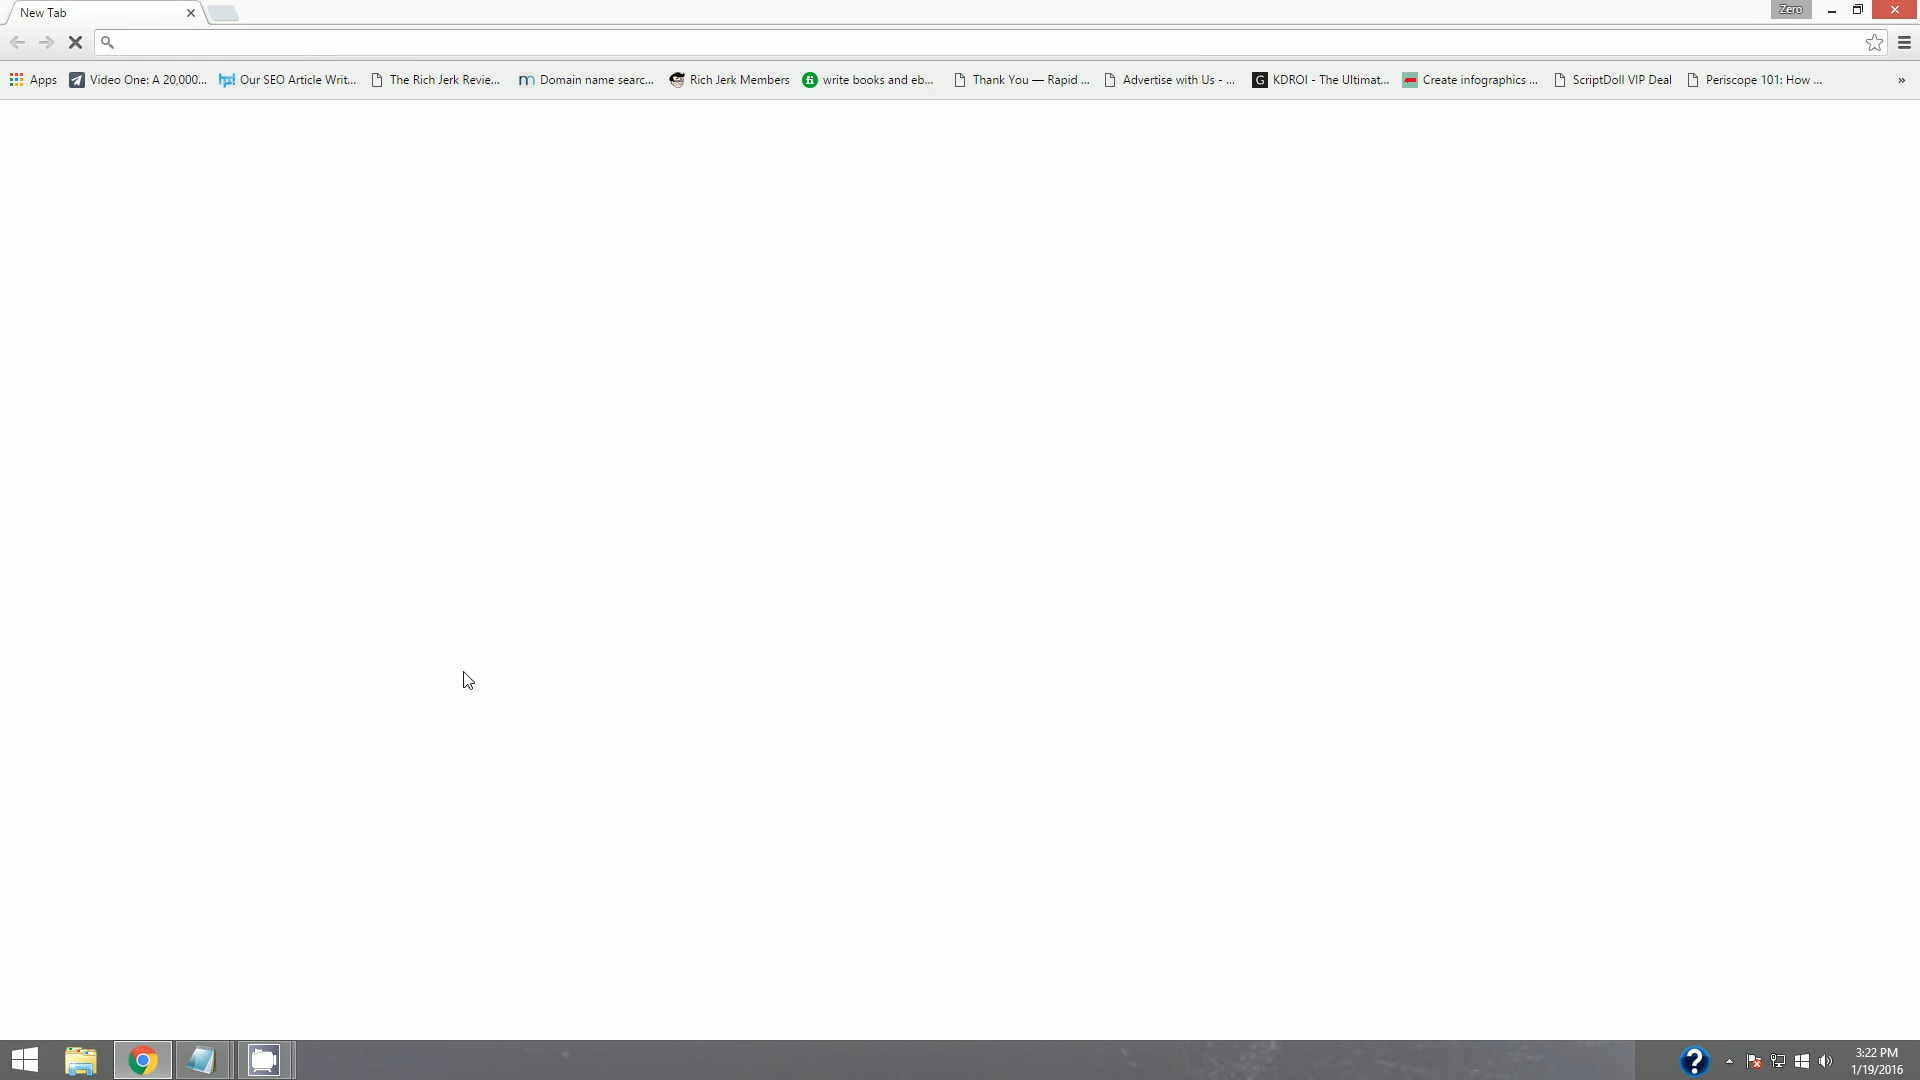 New Tab
Zero
Apps
Video One: A 20,000...
Our SEO Article Writ...
The Rich Jerk Revie...
Domain name searc...
Rich Jerk Members
write books and eb...
Thank You — Rapid ...
Advertise with Us - ...
KDROI - The Ultimat...
Create infographics ...
ScriptDoll VIP Deal
Periscope 101: How ...
»
3:22 PM
1/19/2016